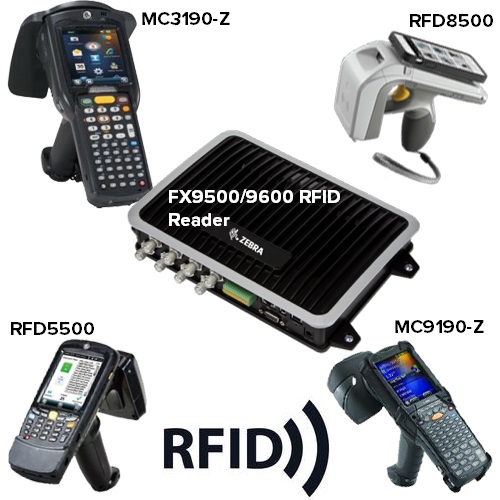 MC3190-Z
RFD8500
FX9500/9600 RFID
Reader
ZEBRA
RFD5500
MC9190-Z
RFID